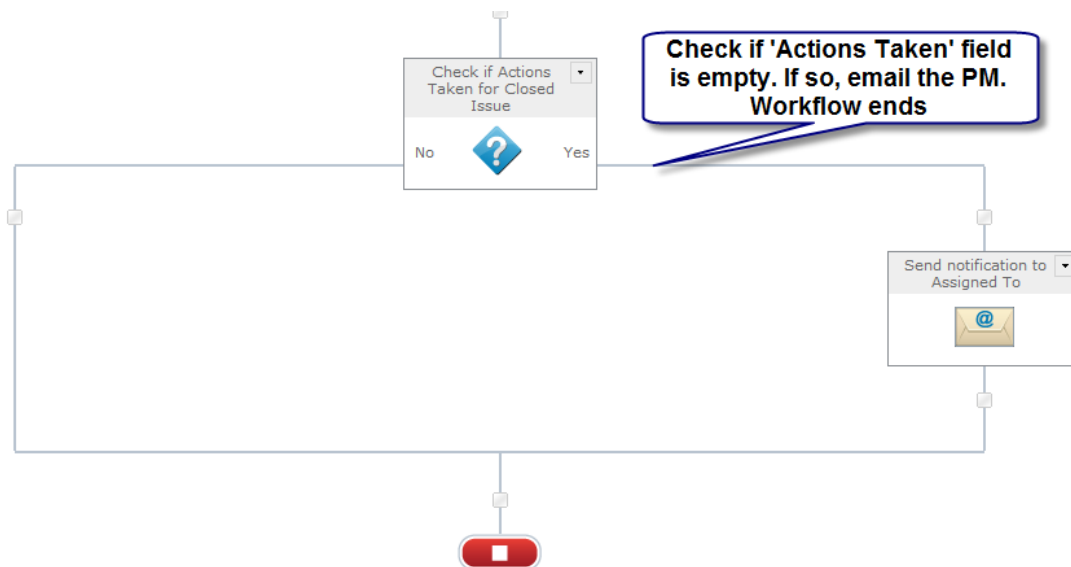 Check if 'Actions Taken' field
is empty. If so, email the PM.
Workflow ends
Check if Actions
Taken for Closed
Issue
No
Yes
Send notification to
Assigned To
@